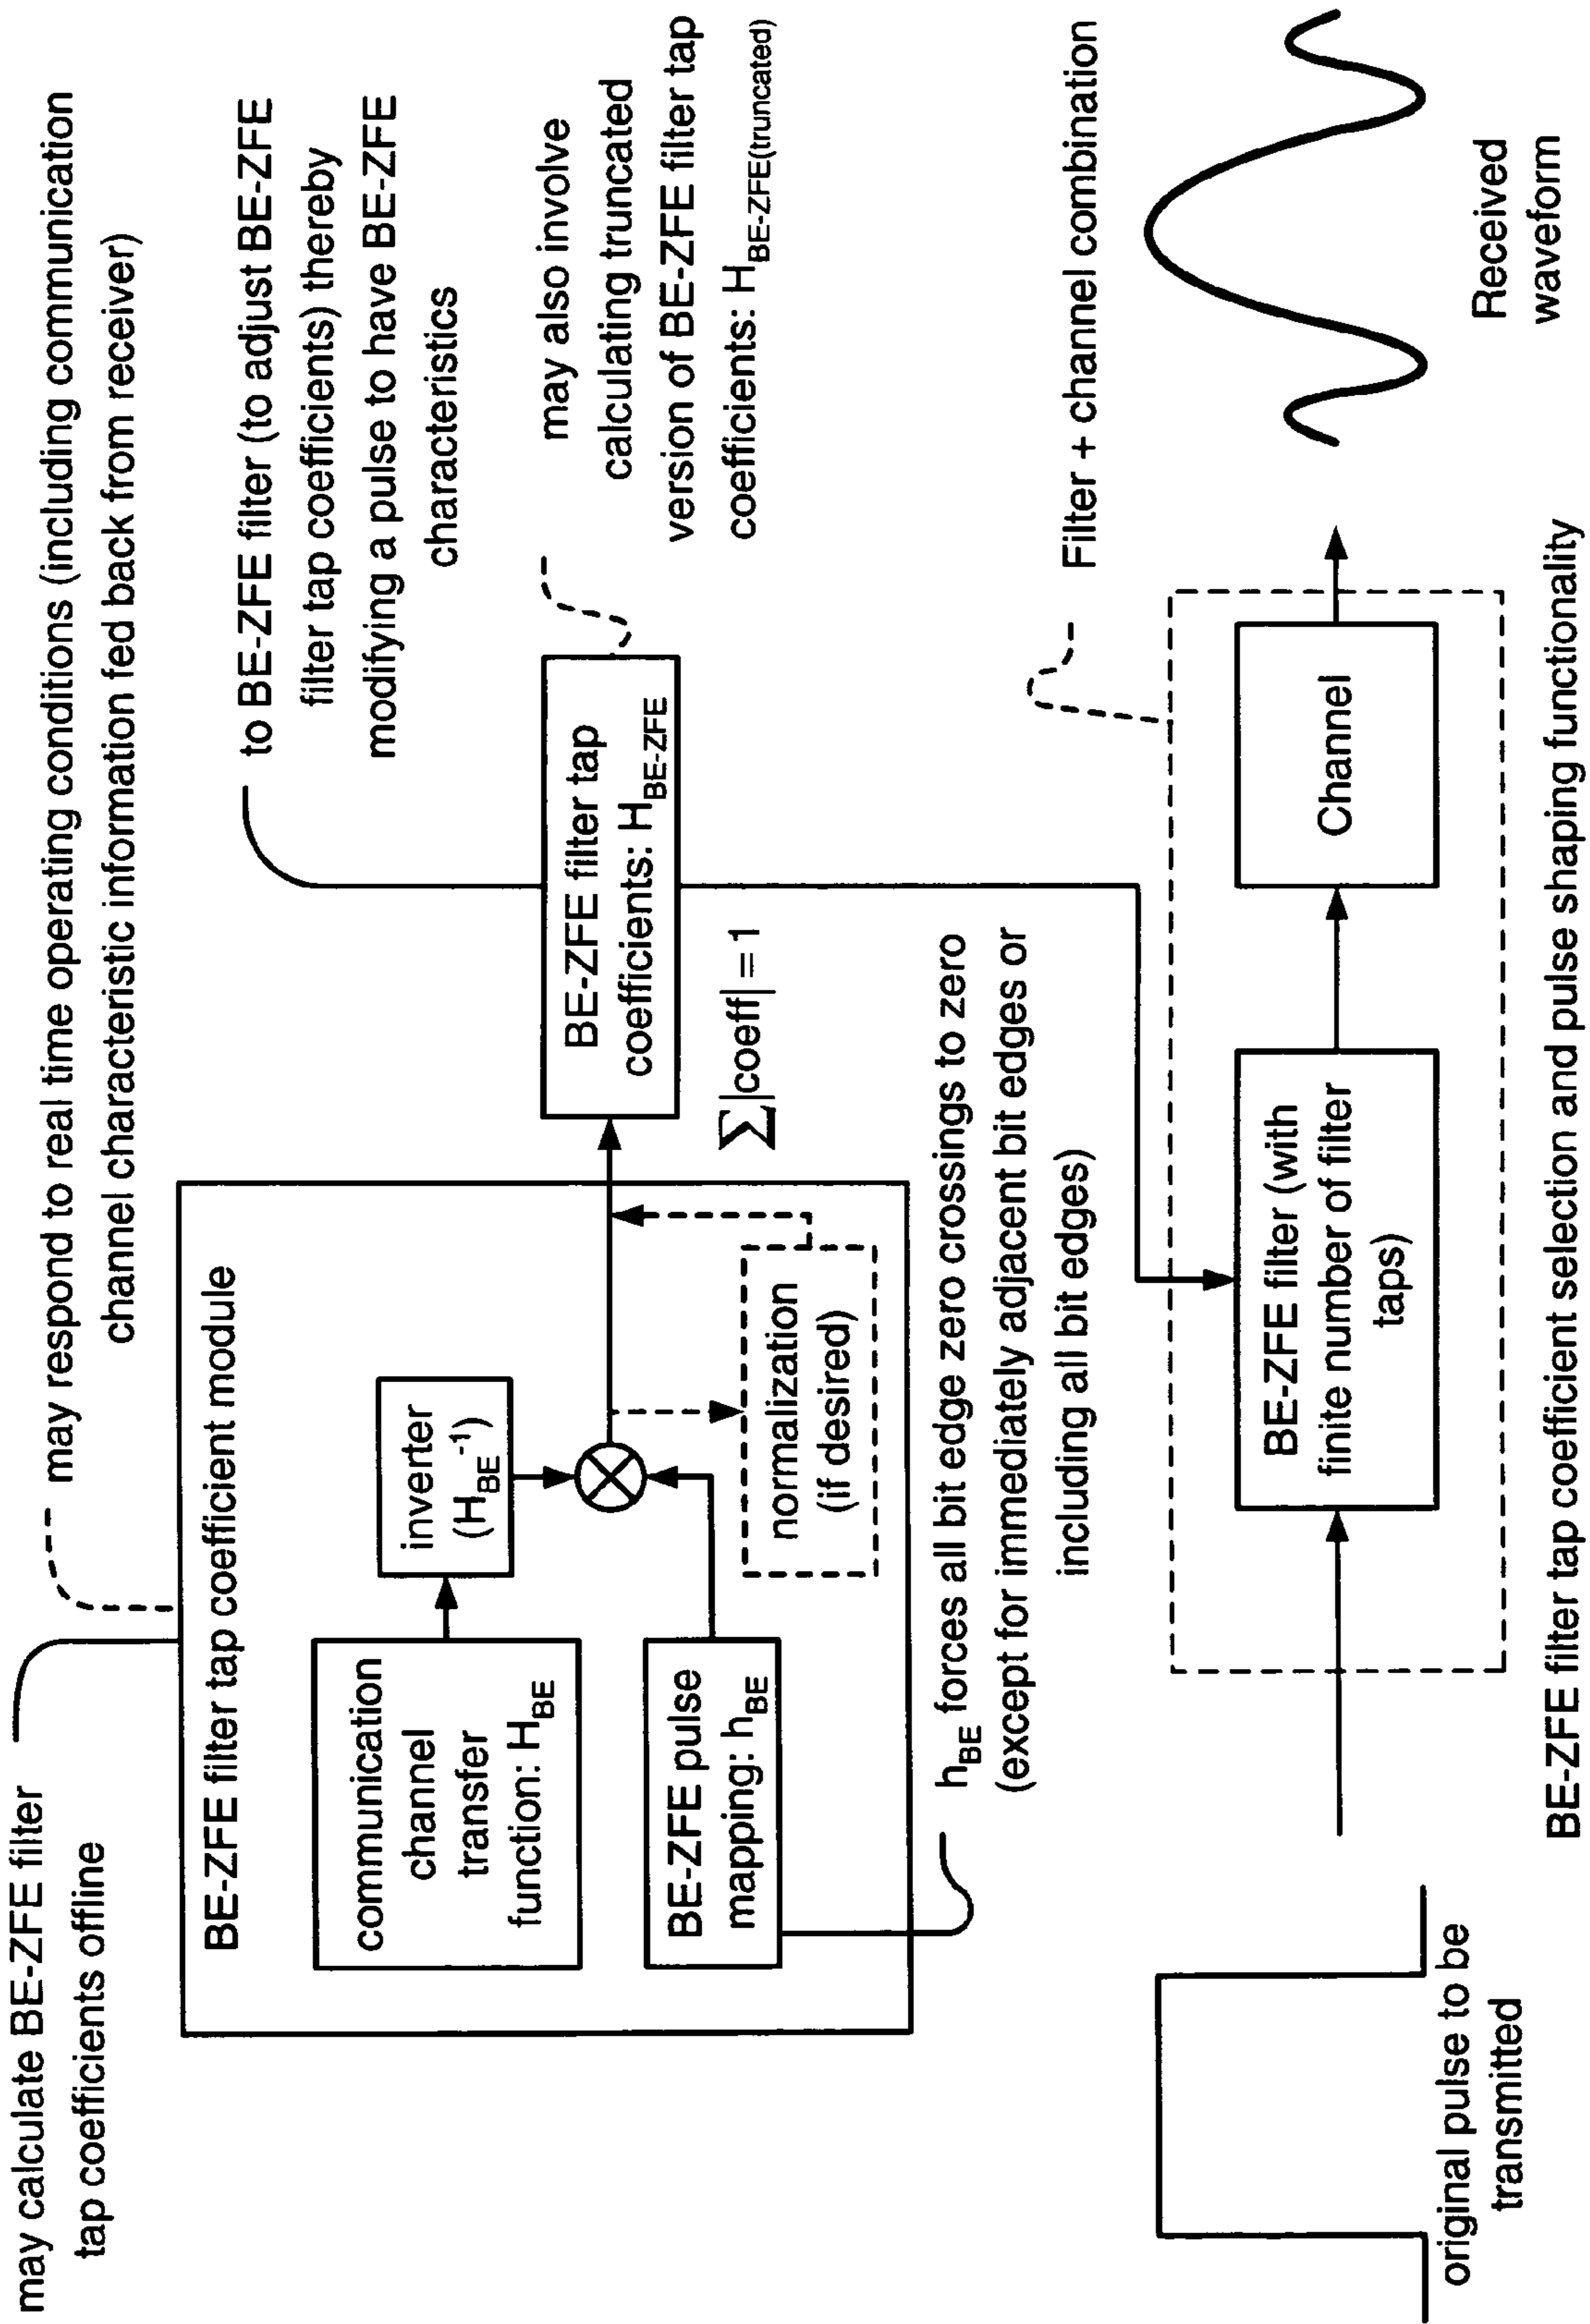 may calculate BE-ZFE filter
tap coefficients offline
may respond to real time operating conditions (including communication
channel characteristic information fed back from receiver)
BE-ZFE filter tap coefficient module
communication
channel
transfer
function: H_BE
inverter
(H_BE^-1)
BE-ZFE pulse
mapping: h_BE
normalization
(if desired)
∑|coeff| = 1
BE-ZFE filter tap
coefficients: H_BE-ZFE
to BE-ZFE filter (to adjust BE-ZFE
filter tap coefficients) thereby
modifying a pulse to have BE-ZFE
characteristics
may also involve
calculating truncated
version of BE-ZFE filter tap
coefficients: H_BE-ZFE(truncated)
h_BE forces all bit edge zero crossings to zero
(except for immediately adjacent bit edges or
including all bit edges)
Filter + channel combination
original pulse to be
transmitted
BE-ZFE filter (with
finite number of filter
taps)
Channel
Received
waveform
BE-ZFE filter tap coefficient selection and pulse shaping functionality